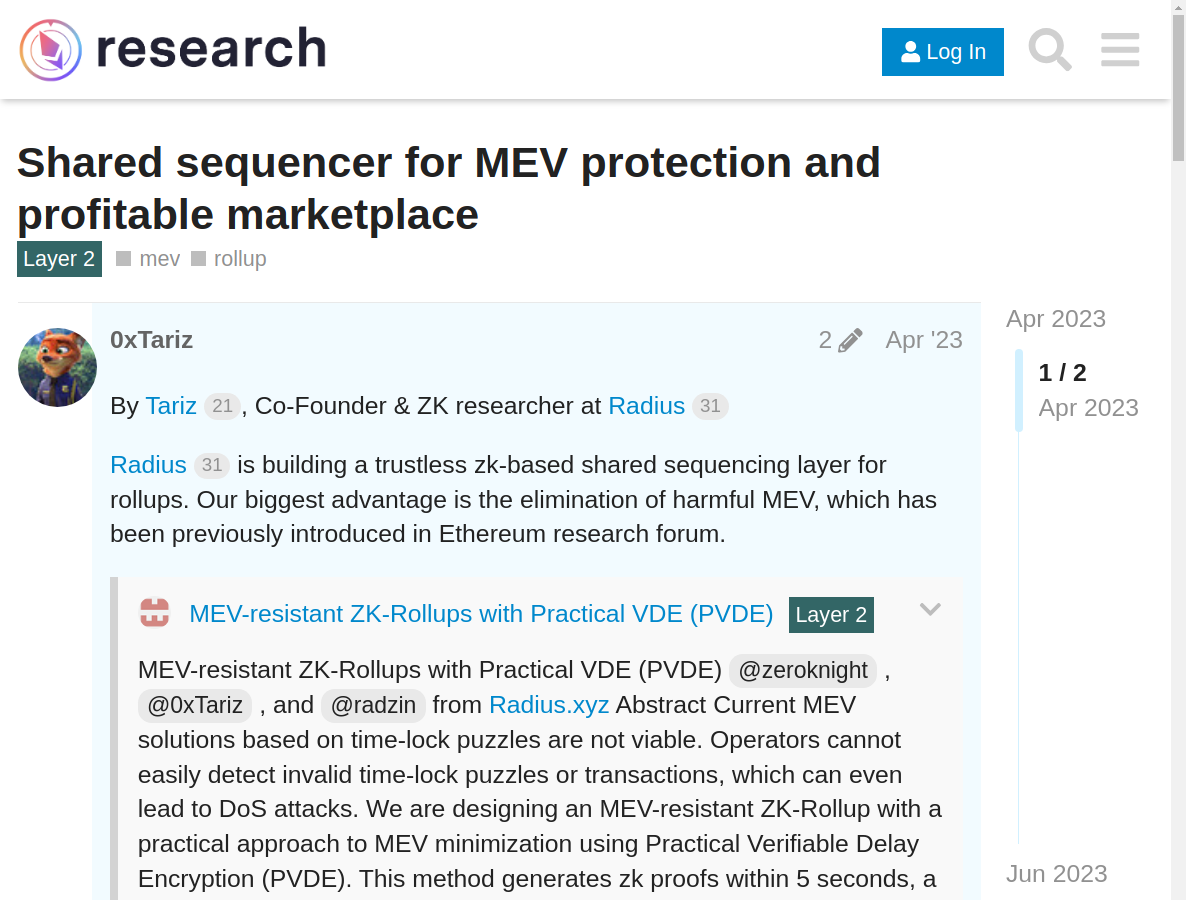 research
Log In
Shared sequencer for MEV protection and
profitable marketplace
Layer 2 mev rollup
Apr 2023
0xTariz 2 Apr '23
1 / 2
Apr 2023
By Tariz 21, Co-Founder & ZK researcher at Radius 31
Radius 31 is building a trustless zk-based shared sequencing layer for
rollups. Our biggest advantage is the elimination of harmful MEV, which has
been previously introduced in Ethereum research forum.
MEV-resistant ZK-Rollups with Practical VDE (PVDE) Layer 2
MEV-resistant ZK-Rollups with Practical VDE (PVDE) @zeroknight ,
@0xTariz , and @radzin from Radius.xyz Abstract Current MEV
solutions based on time-lock puzzles are not viable. Operators cannot
easily detect invalid time-lock puzzles or transactions, which can even
lead to DoS attacks. We are designing an MEV-resistant ZK-Rollup with a
practical approach to MEV minimization using Practical Verifiable Delay
Encryption (PVDE). This method generates zk proofs within 5 seconds, a
Jun 2023